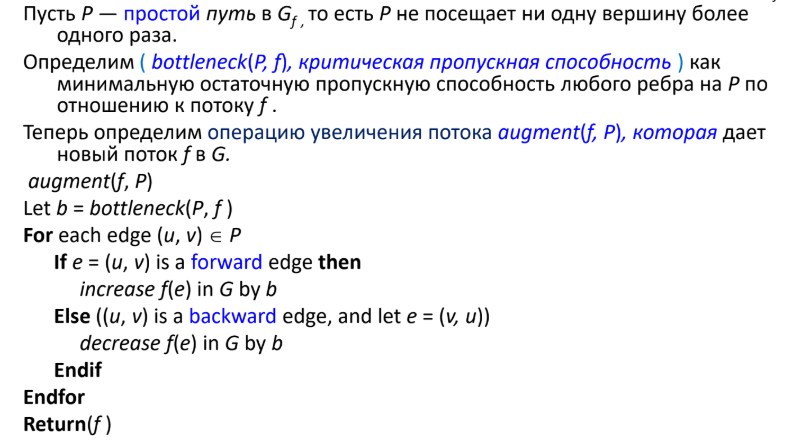 Пусть P — простой путь в G_f , то есть P не посещает ни одну вершину более
одного раза.
Определим ( bottleneck(P, f), критическая пропускная способность ) как
минимальную остаточную пропускную способность любого ребра на P по
отношению к потоку f .
Теперь определим операцию увеличения потока augment(f, P), которая дает
новый поток f в G.
augment(f, P)
Let b = bottleneck(P, f )
For each edge (u, v) ∈ P
If e = (u, v) is a forward edge then
increase f(e) in G by b
Else ((u, v) is a backward edge, and let e = (v, u))
decrease f(e) in G by b
Endif
Endfor
Return(f )